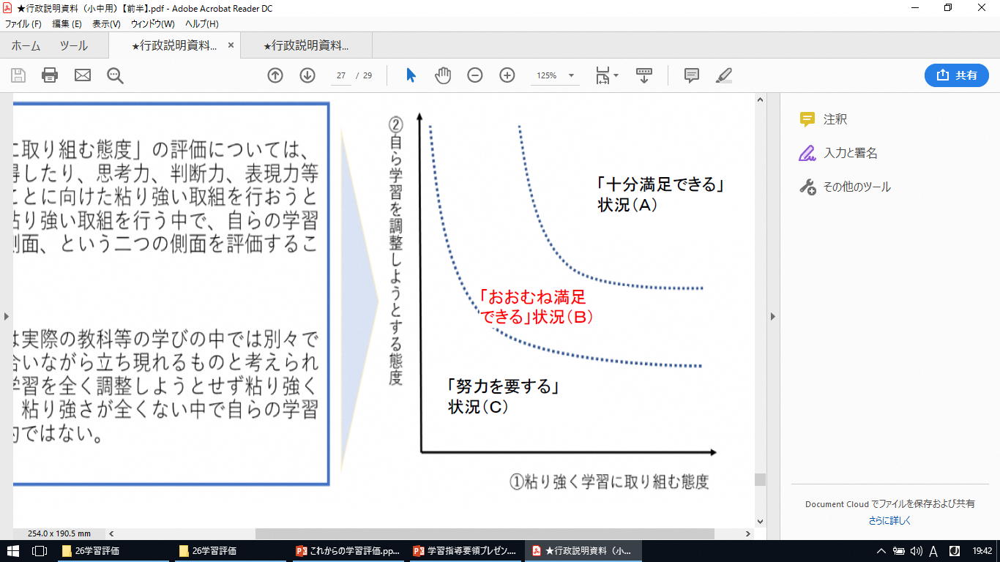 ★行政説明資料（小中用）【前半】.pdf - Adobe Acrobat Reader DC
ファイル(F) 編集(E) 表示(V) ウィンドウ(W) ヘルプ(H)
ホーム ツール ★行政説明資料... × ★行政説明資料...
27 / 29 125% 共有
に取り組む態度」の評価については、
得したり、思考力、判断力、表現力等
ことに向けた粘り強い取組を行おうと
粘り強い取組を行う中で、自らの学習
側面、という二つの側面を評価するこ
は実際の教科等の学びの中では別々で
合いながら立ち現れるものと考えられ
学習を全く調整しようとせず粘り強く
粘り強さが全くない中で自らの学習
的ではない。
②自ら学習を調整しようとする態度
「十分満足できる」
状況（A）
「おおむね満足
できる」状況（B）
「努力を要する」
状況（C）
①粘り強く学習に取り組む態度
注釈
入力と署名
その他のツール
Document Cloud でファイルを保存および共有
さらに詳しく
254.0 x 190.5 mm
26学習評価 26学習評価 これからの学習評価.pp... 学習指導要領プレゼン.... ★行政説明資料（小... A J 19:42